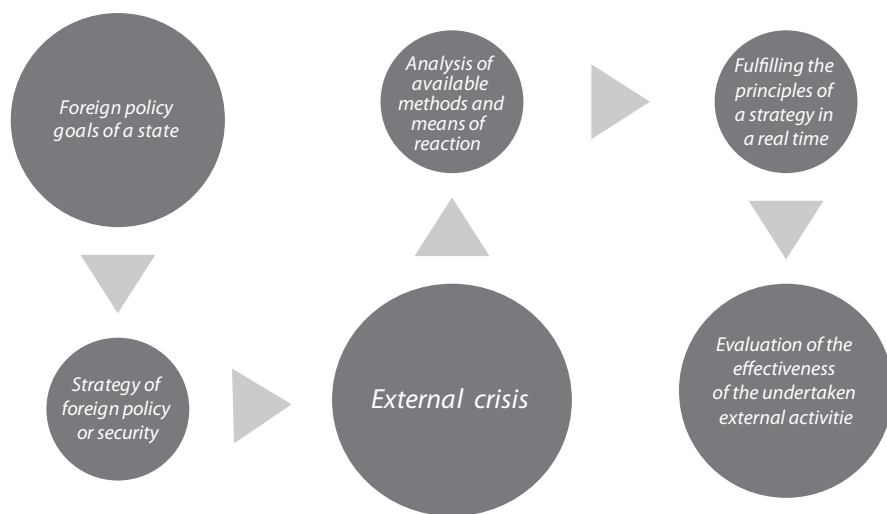 Foreign policy
goals of a state
Strategy of
foreign policy
or security
External crisis
Analysis of
available
methods and
means of
reaction
Fulfilling the
principles of
a strategy in
a real time
Evaluation of the
effectiveness
of the undertaken
external activitie